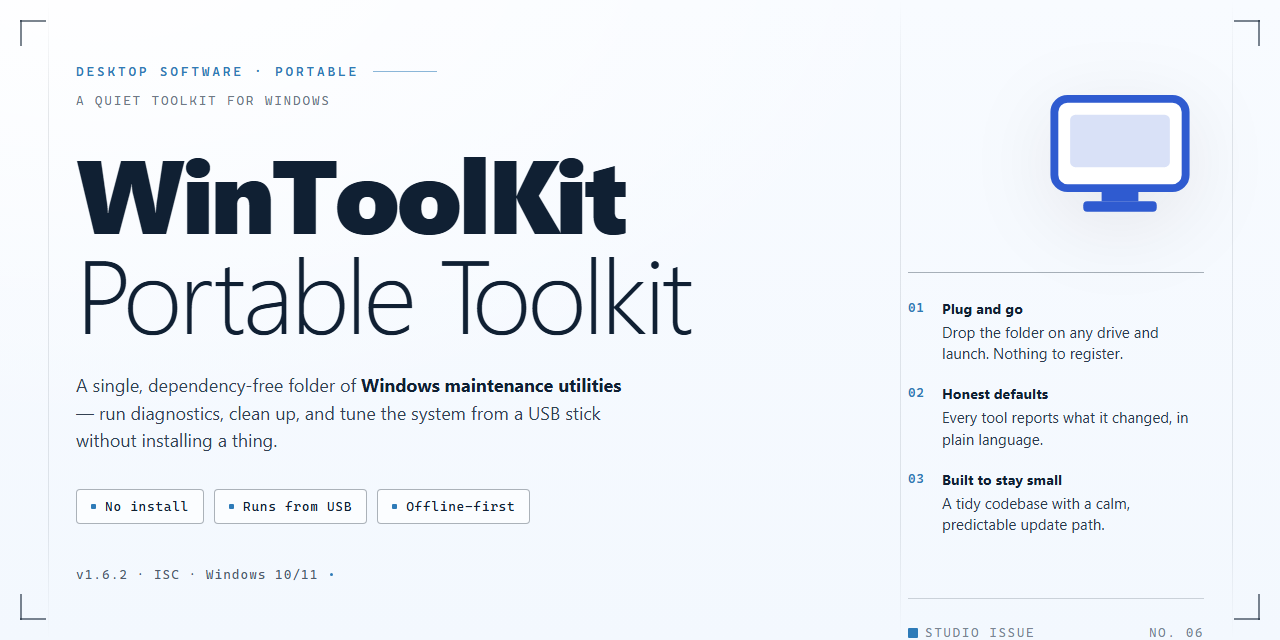 DESKTOP SOFTWARE · PORTABLE
A QUIET TOOLKIT FOR WINDOWS
WinToolKit
Portable Toolkit
A single, dependency-free folder of Windows maintenance utilities
— run diagnostics, clean up, and tune the system from a USB stick
without installing a thing.
No install
Runs from USB
Offline-first
v1.6.2 · ISC · Windows 10/11 •
01 Plug and go
Drop the folder on any drive and
launch. Nothing to register.
02 Honest defaults
Every tool reports what it changed, in
plain language.
03 Built to stay small
A tidy codebase with a calm,
predictable update path.
STUDIO ISSUE NO. 06